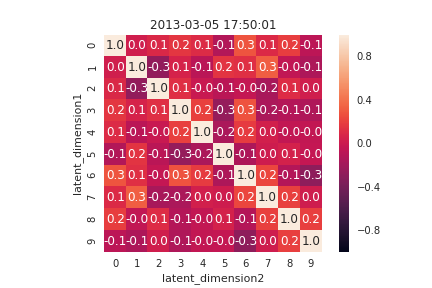 2013-03-05 17:50:01
latent_dimension1
0 1.0 0.0 0.1 0.2 0.1 -0.1 0.3 0.1 0.2 -0.1
1 0.0 1.0 -0.3 0.1 -0.1 0.2 0.1 0.3 -0.0 -0.1
2 0.1 -0.3 1.0 0.1 -0.0 -0.1 -0.0 -0.2 0.1 0.0
3 0.2 0.1 0.1 1.0 0.2 -0.3 0.3 -0.2 -0.1 -0.1
4 0.1 -0.1 -0.0 0.2 1.0 -0.2 0.2 0.0 -0.0 -0.0
5 -0.1 0.2 -0.1 -0.3 -0.2 1.0 -0.1 0.0 0.1 -0.0
6 0.3 0.1 -0.0 0.3 0.2 -0.1 1.0 0.2 -0.1 -0.3
7 0.1 0.3 -0.2 -0.2 0.0 0.0 0.2 1.0 0.2 0.0
8 0.2 -0.0 0.1 -0.1 -0.0 0.1 -0.1 0.2 1.0 0.2
9 -0.1 -0.1 0.0 -0.1 -0.0 -0.0 -0.3 0.0 0.2 1.0
0 1 2 3 4 5 6 7 8 9
latent_dimension2
0.8
0.4
0.0
-0.4
-0.8